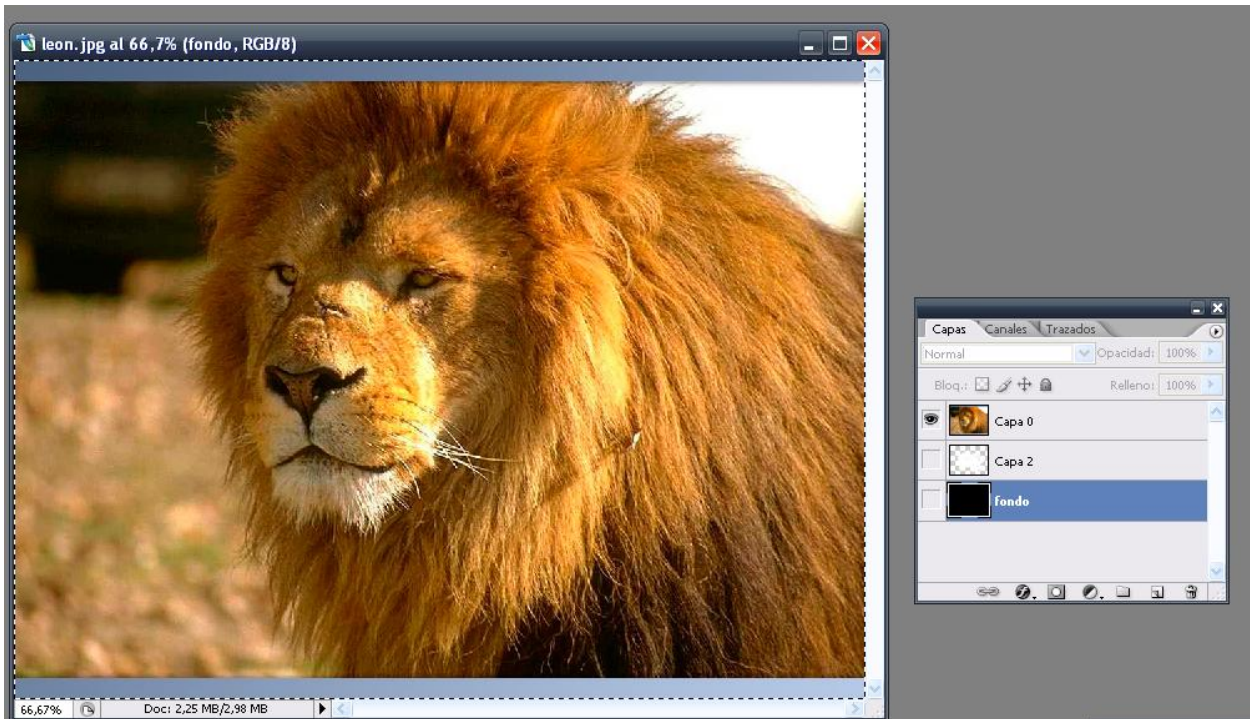 leon.jpg al 66,7% (fondo, RGB/8)
Capas Canales Trazados
Normal Opacidad: 100%
Bloq.: Relleno: 100%
Capa 0
Capa 2
fondo
66,67% Doc: 2,25 MB/2,98 MB